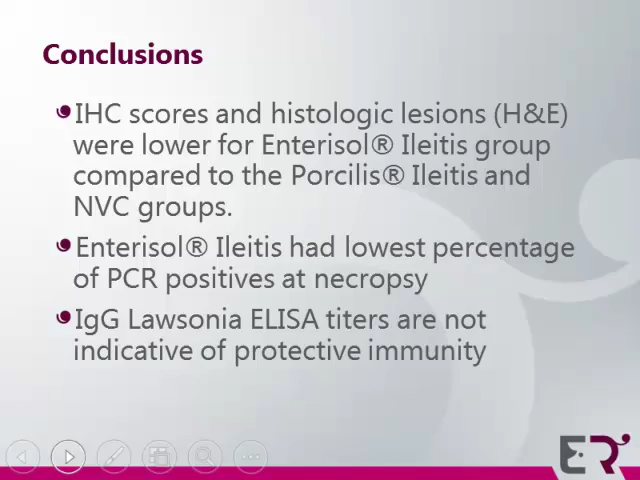 Conclusions
IHC scores and histologic lesions (H&E)
were lower for Enterisol® Ileitis group
compared to the Porcilis® Ileitis and
NVC groups.
Enterisol® Ileitis had lowest percentage
of PCR positives at necropsy
IgG Lawsonia ELISA titers are not
indicative of protective immunity
ER